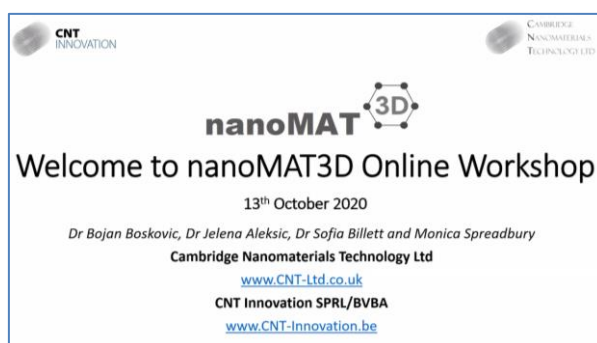 CNT
INNOVATION
CAMBRIDGE
NANOMATERIALS
TECHNOLOGY LTD
nanoMAT 3D
Welcome to nanoMAT3D Online Workshop
13th October 2020
Dr Bojan Boskovic, Dr Jelena Aleksic, Dr Sofia Billett and Monica Spreadbury
Cambridge Nanomaterials Technology Ltd
www.CNT-Ltd.co.uk
CNT Innovation SPRL/BVBA
www.CNT-Innovation.be